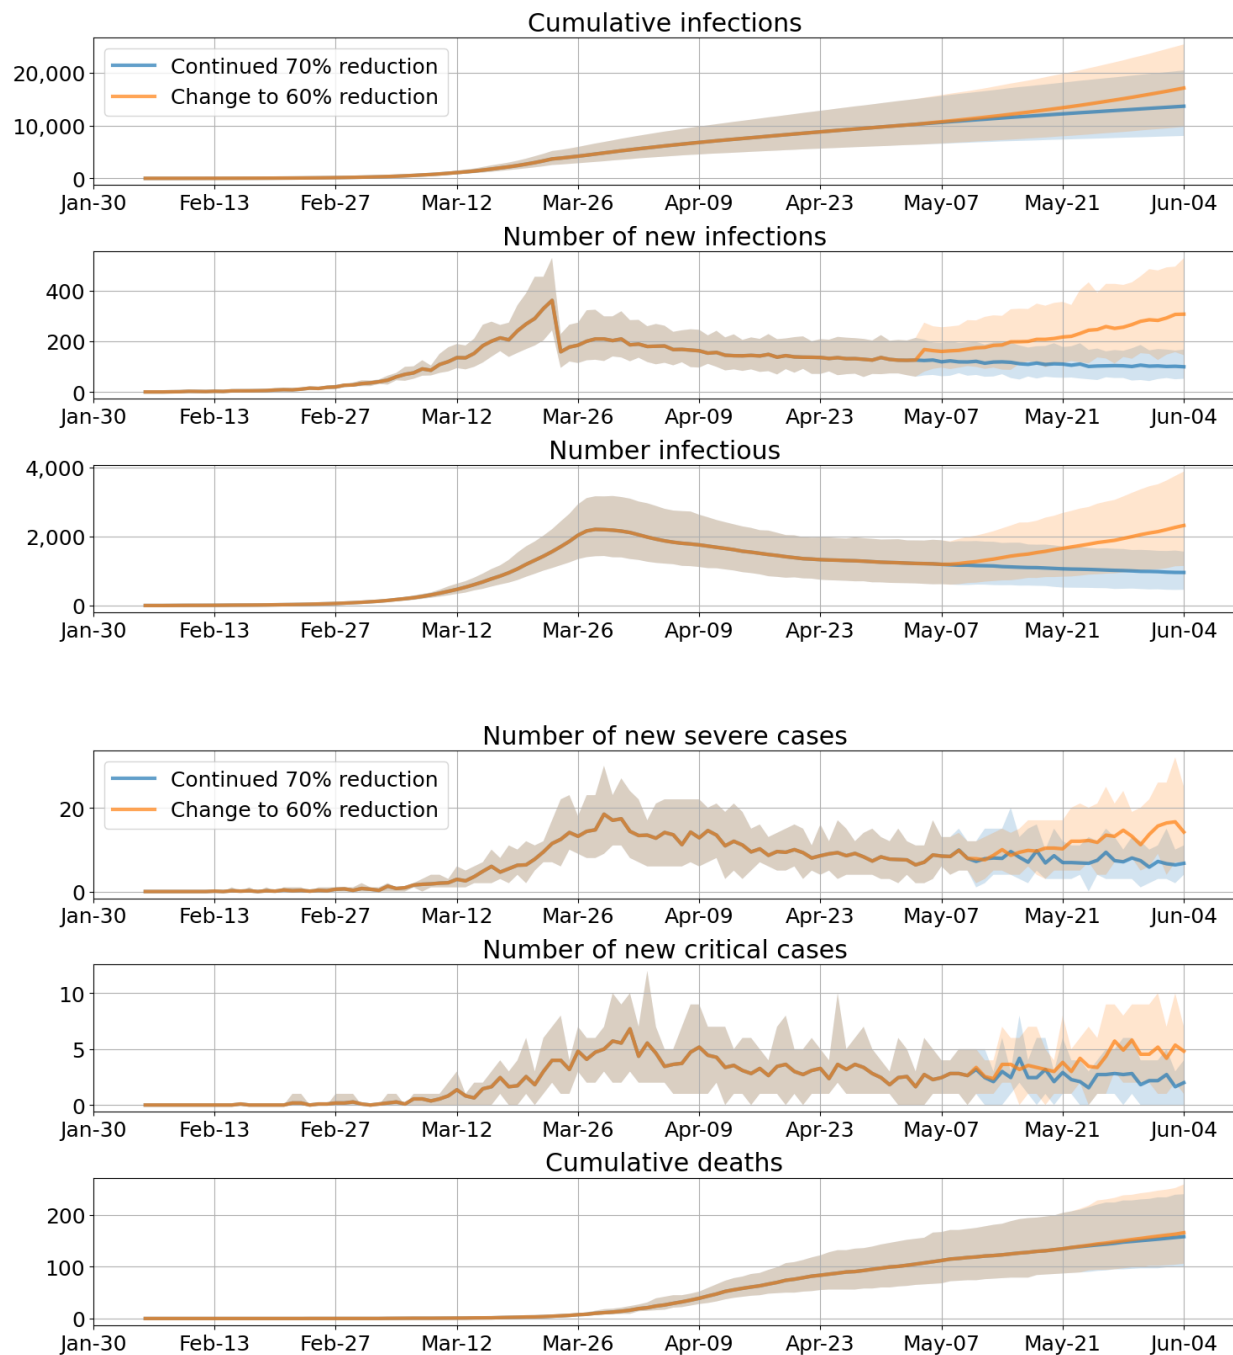 Cumulative infections
Continued 70% reduction
Change to 60% reduction
20,000
10,000
0
Jan-30 Feb-13 Feb-27 Mar-12 Mar-26 Apr-09 Apr-23 May-07 May-21 Jun-04
Number of new infections
400
200
0
Jan-30 Feb-13 Feb-27 Mar-12 Mar-26 Apr-09 Apr-23 May-07 May-21 Jun-04
Number infectious
4,000
2,000
0
Jan-30 Feb-13 Feb-27 Mar-12 Mar-26 Apr-09 Apr-23 May-07 May-21 Jun-04
Number of new severe cases
Continued 70% reduction
Change to 60% reduction
20
0
Jan-30 Feb-13 Feb-27 Mar-12 Mar-26 Apr-09 Apr-23 May-07 May-21 Jun-04
Number of new critical cases
10
5
0
Jan-30 Feb-13 Feb-27 Mar-12 Mar-26 Apr-09 Apr-23 May-07 May-21 Jun-04
Cumulative deaths
200
100
0
Jan-30 Feb-13 Feb-27 Mar-12 Mar-26 Apr-09 Apr-23 May-07 May-21 Jun-04